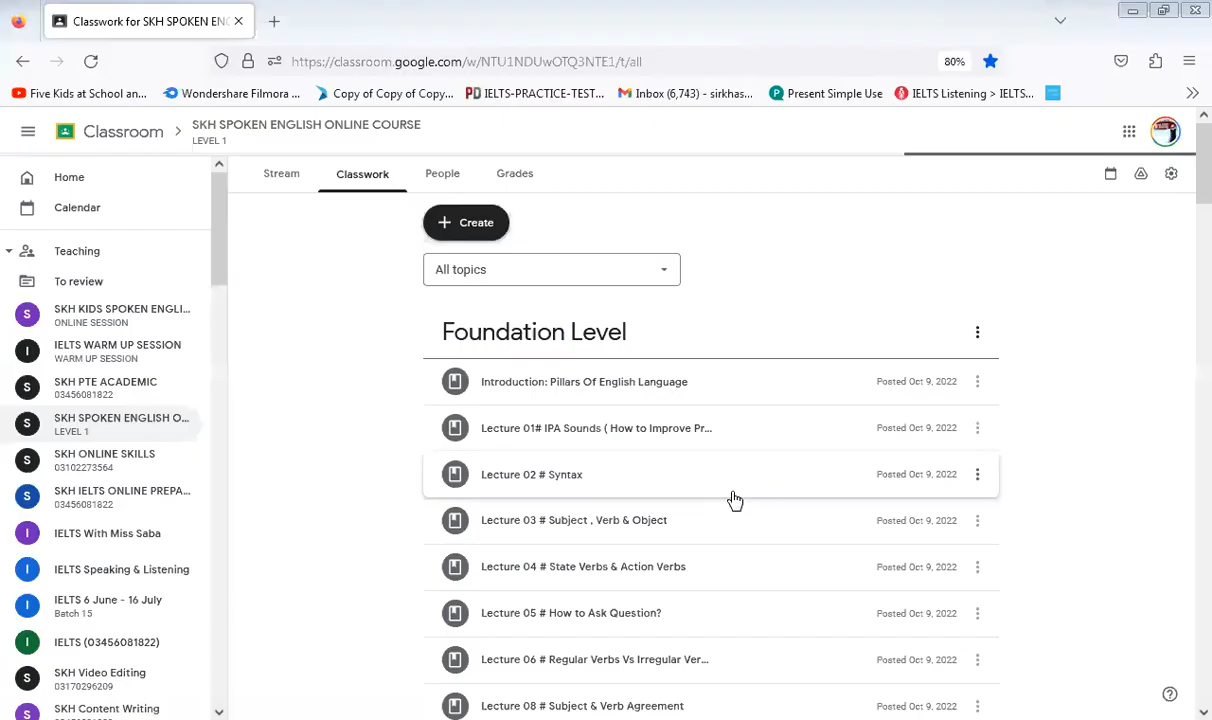 Classwork for SKH SPOKEN EN
https://classroom.google.com/w/NTU1NDUwOTQ3NTE1/t/all
80%
Five Kids at School an...
Wondershare Filmora ...
Copy of Copy of Copy...
IELTS-PRACTICE-TEST...
Inbox (6,743) - sirkhas...
Present Simple Use
IELTS Listening > IELTS...
Classroom
SKH SPOKEN ENGLISH ONLINE COURSE
LEVEL 1
Home
Calendar
Teaching
To review
S
SKH KIDS SPOKEN ENGLI...
ONLINE SESSION
I
IELTS WARM UP SESSION
WARM UP SESSION
S
SKH PTE ACADEMIC
03456081822
S
SKH SPOKEN ENGLISH O...
LEVEL 1
S
SKH ONLINE SKILLS
03102273564
S
SKH IELTS ONLINE PREPA...
03456081822
I
IELTS With Miss Saba
I
IELTS Speaking & Listening
I
IELTS 6 June - 16 July
Batch 15
I
IELTS (03456081822)
S
SKH Video Editing
03170296209
S
SKH Content Writing
Stream
Classwork
People
Grades
+ Create
All topics
Foundation Level
Introduction: Pillars Of English Language
Posted Oct 9, 2022
Lecture 01# IPA Sounds ( How to Improve Pr...
Posted Oct 9, 2022
Lecture 02 # Syntax
Posted Oct 9, 2022
Lecture 03 # Subject , Verb & Object
Posted Oct 9, 2022
Lecture 04 # State Verbs & Action Verbs
Posted Oct 9, 2022
Lecture 05 # How to Ask Question?
Posted Oct 9, 2022
Lecture 06 # Regular Verbs Vs Irregular Ver...
Posted Oct 9, 2022
Lecture 08 # Subject & Verb Agreement
Posted Oct 9, 2022